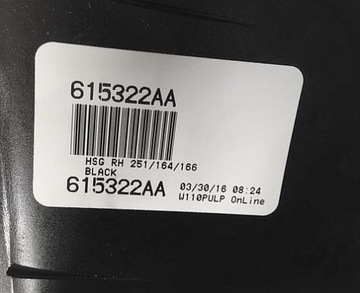 615322AA
HSG RH 251/164/166
BLACK
615322AA 03/30/16 08:24
W110PULP OnLine